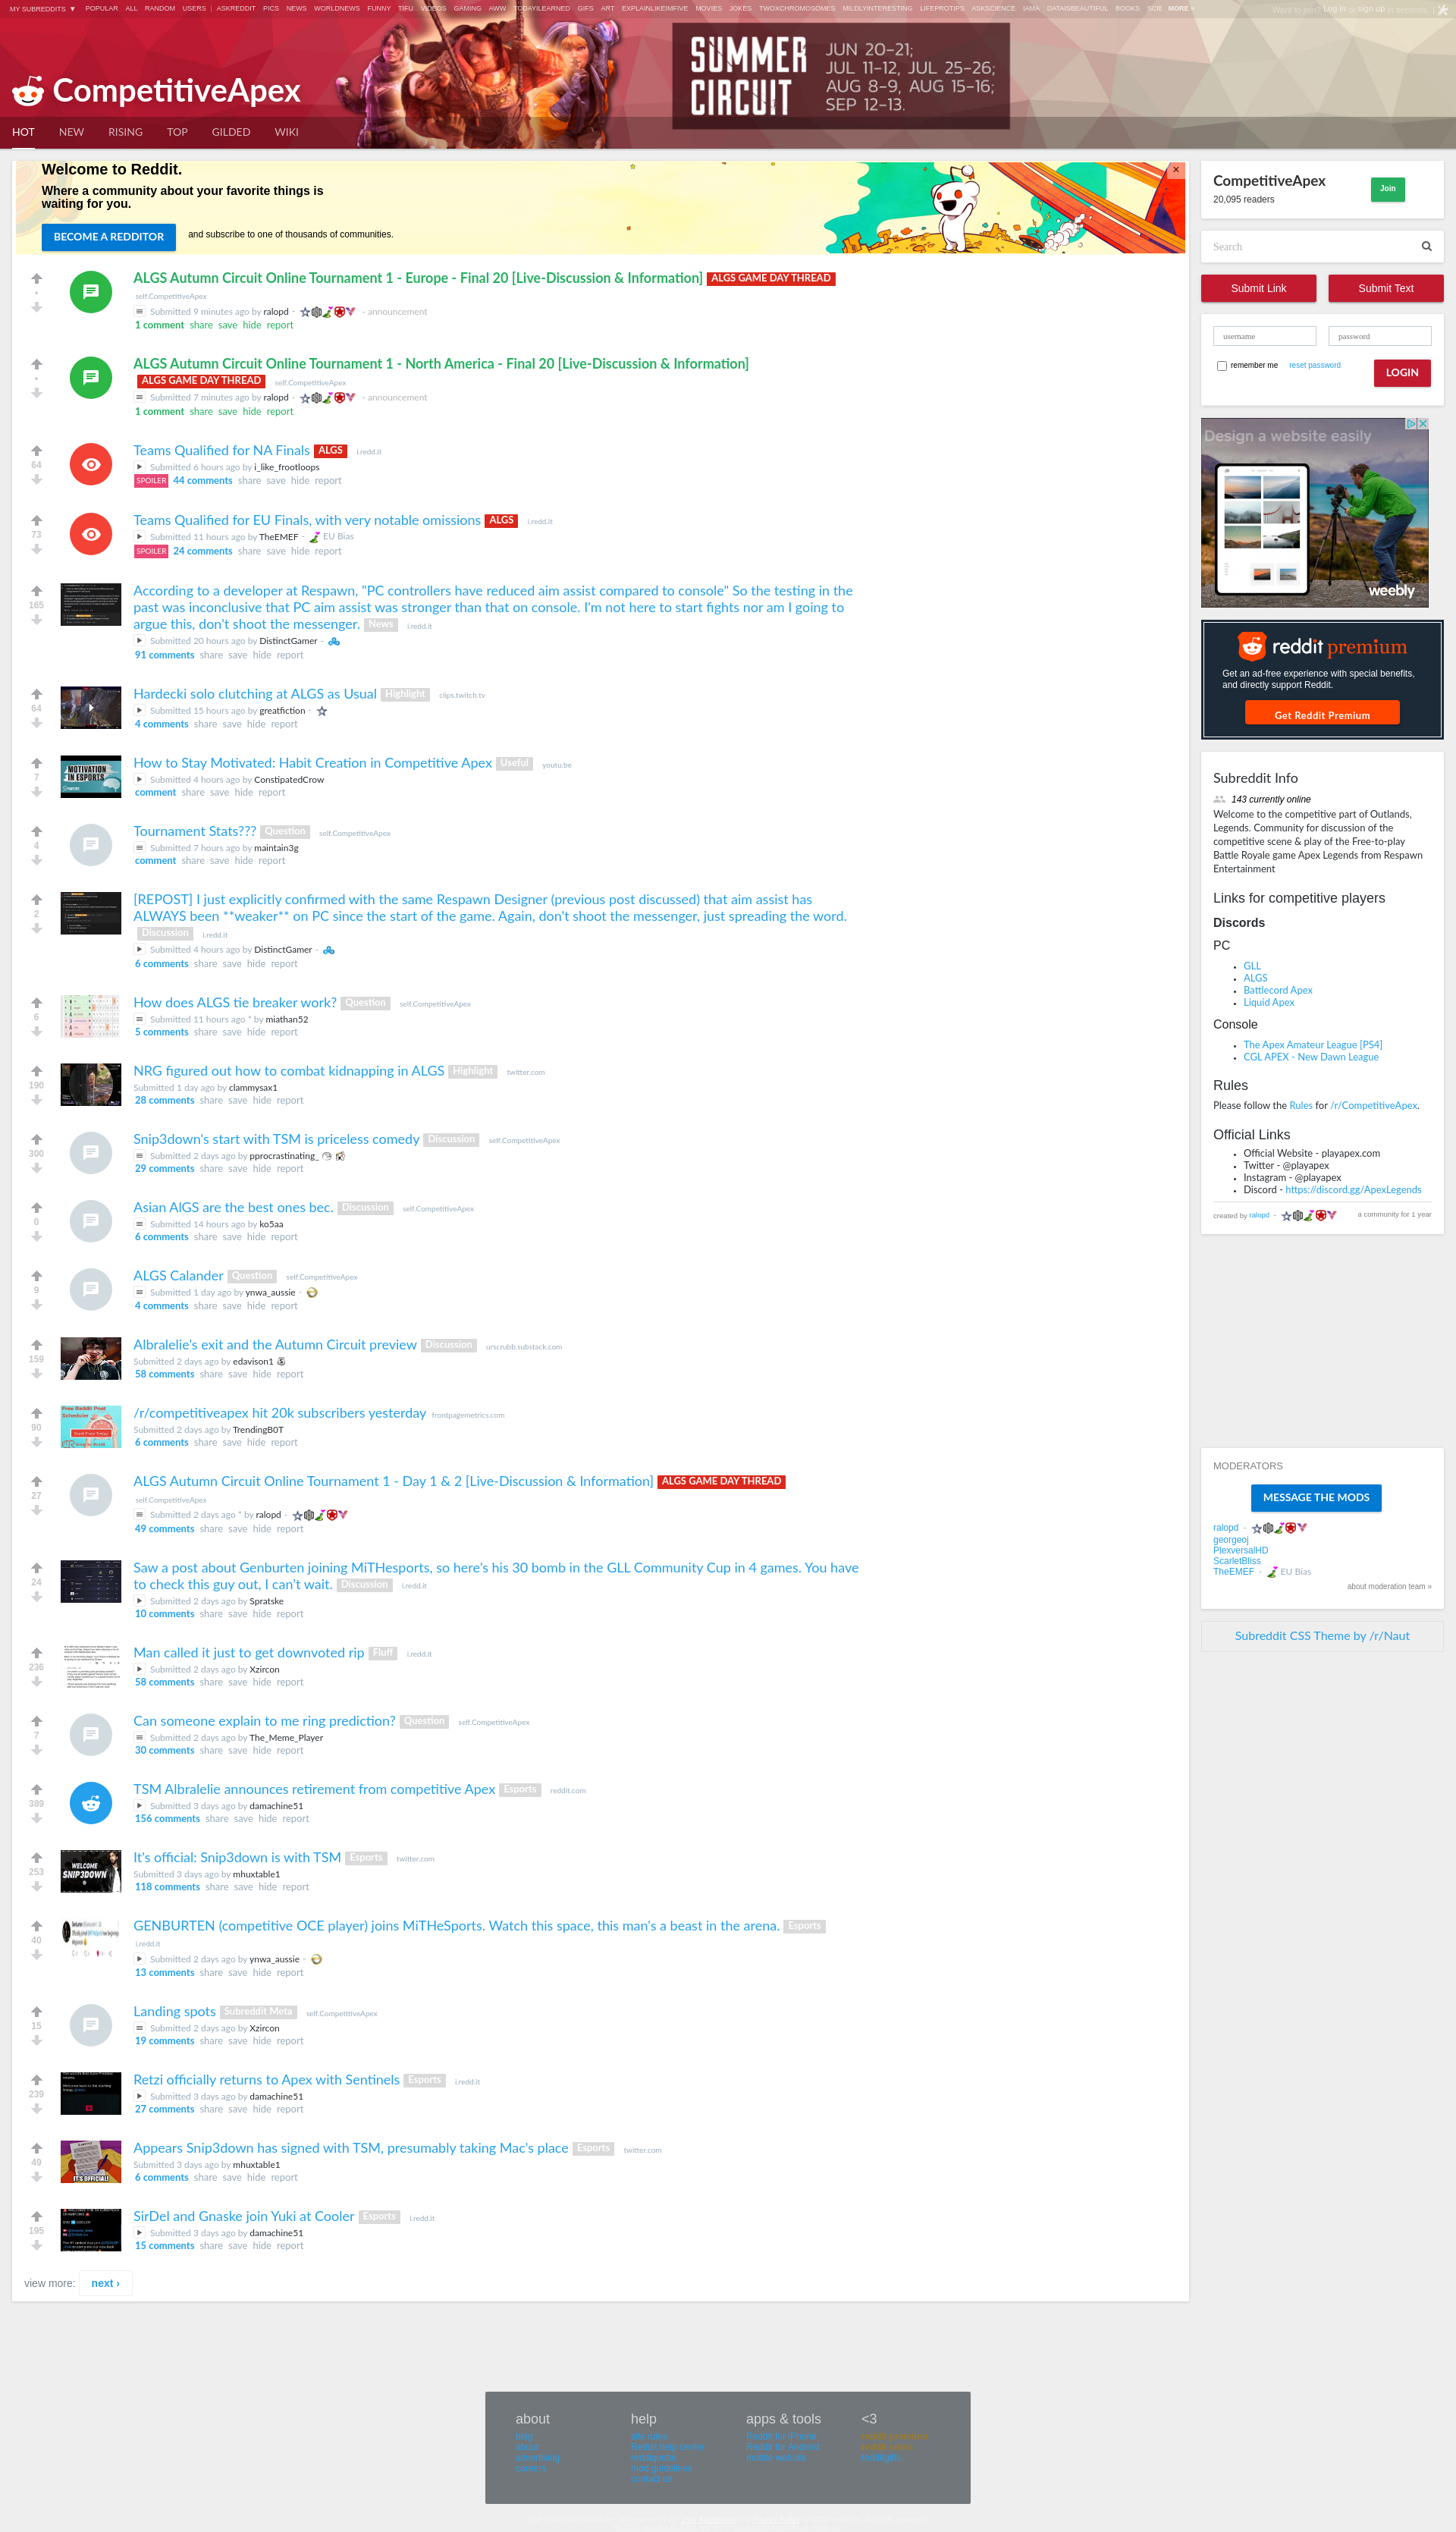 MY SUBREDDITS ▼ POPULAR ALL RANDOM USERS | ASKREDDIT PICS NEWS WORLDNEWS FUNNY TIFU VIDEOS GAMING AWW TODAYILEARNED GIFS ART EXPLAINLIKEIMFIVE MOVIES JOKES TWOXCHROMOSOMES MILDLYINTERESTING LIFEPROTIPS ASKSCIENCE IAMA DATAISBEAUTIFUL BOOKS MORE »
Want to join? Log in or sign up in seconds. |
SUMMER CIRCUIT
JUN 20-21;
JUL 11-12, JUL 25-26;
AUG 8-9, AUG 15-16;
SEP 12-13.
CompetitiveApex
HOT NEW RISING TOP GILDED WIKI
Welcome to Reddit.
Where a community about your favorite things is
waiting for you.
BECOME A REDDITOR and subscribe to one of thousands of communities.
×
ALGS Autumn Circuit Online Tournament 1 - Europe - Final 20 [Live-Discussion & Information] ALGS GAME DAY THREAD
self.CompetitiveApex
Submitted 9 minutes ago by ralopd - - announcement
1 comment share save hide report
ALGS Autumn Circuit Online Tournament 1 - North America - Final 20 [Live-Discussion & Information]
ALGS GAME DAY THREAD self.CompetitiveApex
Submitted 7 minutes ago by ralopd - - announcement
1 comment share save hide report
64
Teams Qualified for NA Finals ALGS i.redd.it
Submitted 6 hours ago by i_like_frootloops
SPOILER 44 comments share save hide report
73
Teams Qualified for EU Finals, with very notable omissions ALGS i.redd.it
Submitted 11 hours ago by TheEMEF - EU Bias
SPOILER 24 comments share save hide report
165
According to a developer at Respawn, "PC controllers have reduced aim assist compared to console" So the testing in the
past was inconclusive that PC aim assist was stronger than that on console. I'm not here to start fights nor am I going to
argue this, don't shoot the messenger. News i.redd.it
Submitted 20 hours ago by DistinctGamer -
91 comments share save hide report
64
Hardecki solo clutching at ALGS as Usual Highlight clips.twitch.tv
Submitted 15 hours ago by greatfiction -
4 comments share save hide report
7
MOTIVATION IN ESPORTS
How to Stay Motivated: Habit Creation in Competitive Apex Useful youtu.be
Submitted 4 hours ago by ConstipatedCrow
comment share save hide report
4
Tournament Stats??? Question self.CompetitiveApex
Submitted 7 hours ago by maintain3g
comment share save hide report
2
[REPOST] I just explicitly confirmed with the same Respawn Designer (previous post discussed) that aim assist has
ALWAYS been **weaker** on PC since the start of the game. Again, don't shoot the messenger, just spreading the word.
Discussion i.redd.it
Submitted 4 hours ago by DistinctGamer -
6 comments share save hide report
6
How does ALGS tie breaker work? Question self.CompetitiveApex
Submitted 11 hours ago * by miathan52
5 comments share save hide report
190
NRG figured out how to combat kidnapping in ALGS Highlight twitter.com
Submitted 1 day ago by clammysax1
28 comments share save hide report
300
Snip3down's start with TSM is priceless comedy Discussion self.CompetitiveApex
Submitted 2 days ago by pprocrastinating_
29 comments share save hide report
0
Asian AlGS are the best ones bec. Discussion self.CompetitiveApex
Submitted 14 hours ago by ko5aa
6 comments share save hide report
9
ALGS Calander Question self.CompetitiveApex
Submitted 1 day ago by ynwa_aussie -
4 comments share save hide report
159
Albralelie's exit and the Autumn Circuit preview Discussion urscrubb.substack.com
Submitted 2 days ago by edavison1
58 comments share save hide report
90
Free Reddit Post Scheduler
/r/competitiveapex hit 20k subscribers yesterday frontpagemetrics.com
Submitted 2 days ago by TrendingB0T
6 comments share save hide report
27
ALGS Autumn Circuit Online Tournament 1 - Day 1 & 2 [Live-Discussion & Information] ALGS GAME DAY THREAD
self.CompetitiveApex
Submitted 2 days ago * by ralopd -
49 comments share save hide report
24
Saw a post about Genburten joining MiTHesports, so here's his 30 bomb in the GLL Community Cup in 4 games. You have
to check this guy out, I can't wait. Discussion i.redd.it
Submitted 2 days ago by Spratske
10 comments share save hide report
236
Man called it just to get downvoted rip Fluff i.redd.it
Submitted 2 days ago by Xzircon
58 comments share save hide report
7
Can someone explain to me ring prediction? Question self.CompetitiveApex
Submitted 2 days ago by The_Meme_Player
30 comments share save hide report
389
TSM Albralelie announces retirement from competitive Apex Esports reddit.com
Submitted 3 days ago by damachine51
156 comments share save hide report
253
WELCOME SNIP3DOWN
It's official: Snip3down is with TSM Esports twitter.com
Submitted 3 days ago by mhuxtable1
118 comments share save hide report
40
GENBURTEN (competitive OCE player) joins MiTHeSports. Watch this space, this man's a beast in the arena. Esports
i.redd.it
Submitted 2 days ago by ynwa_aussie -
13 comments share save hide report
15
Landing spots Subreddit Meta self.CompetitiveApex
Submitted 2 days ago by Xzircon
19 comments share save hide report
239
Retzi officially returns to Apex with Sentinels Esports i.redd.it
Submitted 3 days ago by damachine51
27 comments share save hide report
49
IT'S OFFICIAL!
Appears Snip3down has signed with TSM, presumably taking Mac's place Esports twitter.com
Submitted 3 days ago by mhuxtable1
6 comments share save hide report
195
SirDel and Gnaske join Yuki at Cooler Esports i.redd.it
Submitted 3 days ago by damachine51
15 comments share save hide report
view more: next ›
CompetitiveApex
20,095 readers
Join
Search
Submit Link Submit Text
username password
remember me reset password LOGIN
Design a website easily
weebly
reddit premium
Get an ad-free experience with special benefits,
and directly support Reddit.
Get Reddit Premium
Subreddit Info
143 currently online
Welcome to the competitive part of Outlands,
Legends. Community for discussion of the
competitive scene & play of the Free-to-play
Battle Royale game Apex Legends from Respawn
Entertainment
Links for competitive players
Discords
PC
GLL
ALGS
Battlecord Apex
Liquid Apex
Console
The Apex Amateur League [PS4]
CGL APEX - New Dawn League
Rules
Please follow the Rules for /r/CompetitiveApex.
Official Links
Official Website - playapex.com
Twitter - @playapex
Instagram - @playapex
Discord - https://discord.gg/ApexLegends
created by ralopd - a community for 1 year
MODERATORS
MESSAGE THE MODS
ralopd -
georgeoj
PlexversalHD
ScarletBliss
TheEMEF - EU Bias
about moderation team »
Subreddit CSS Theme by /r/Naut
about
blog
about
advertising
careers
help
site rules
Reddit help center
reddiquette
mod guidelines
contact us
apps & tools
Reddit for iPhone
Reddit for Android
mobile website
<3
reddit premium
reddit coins
redditgifts